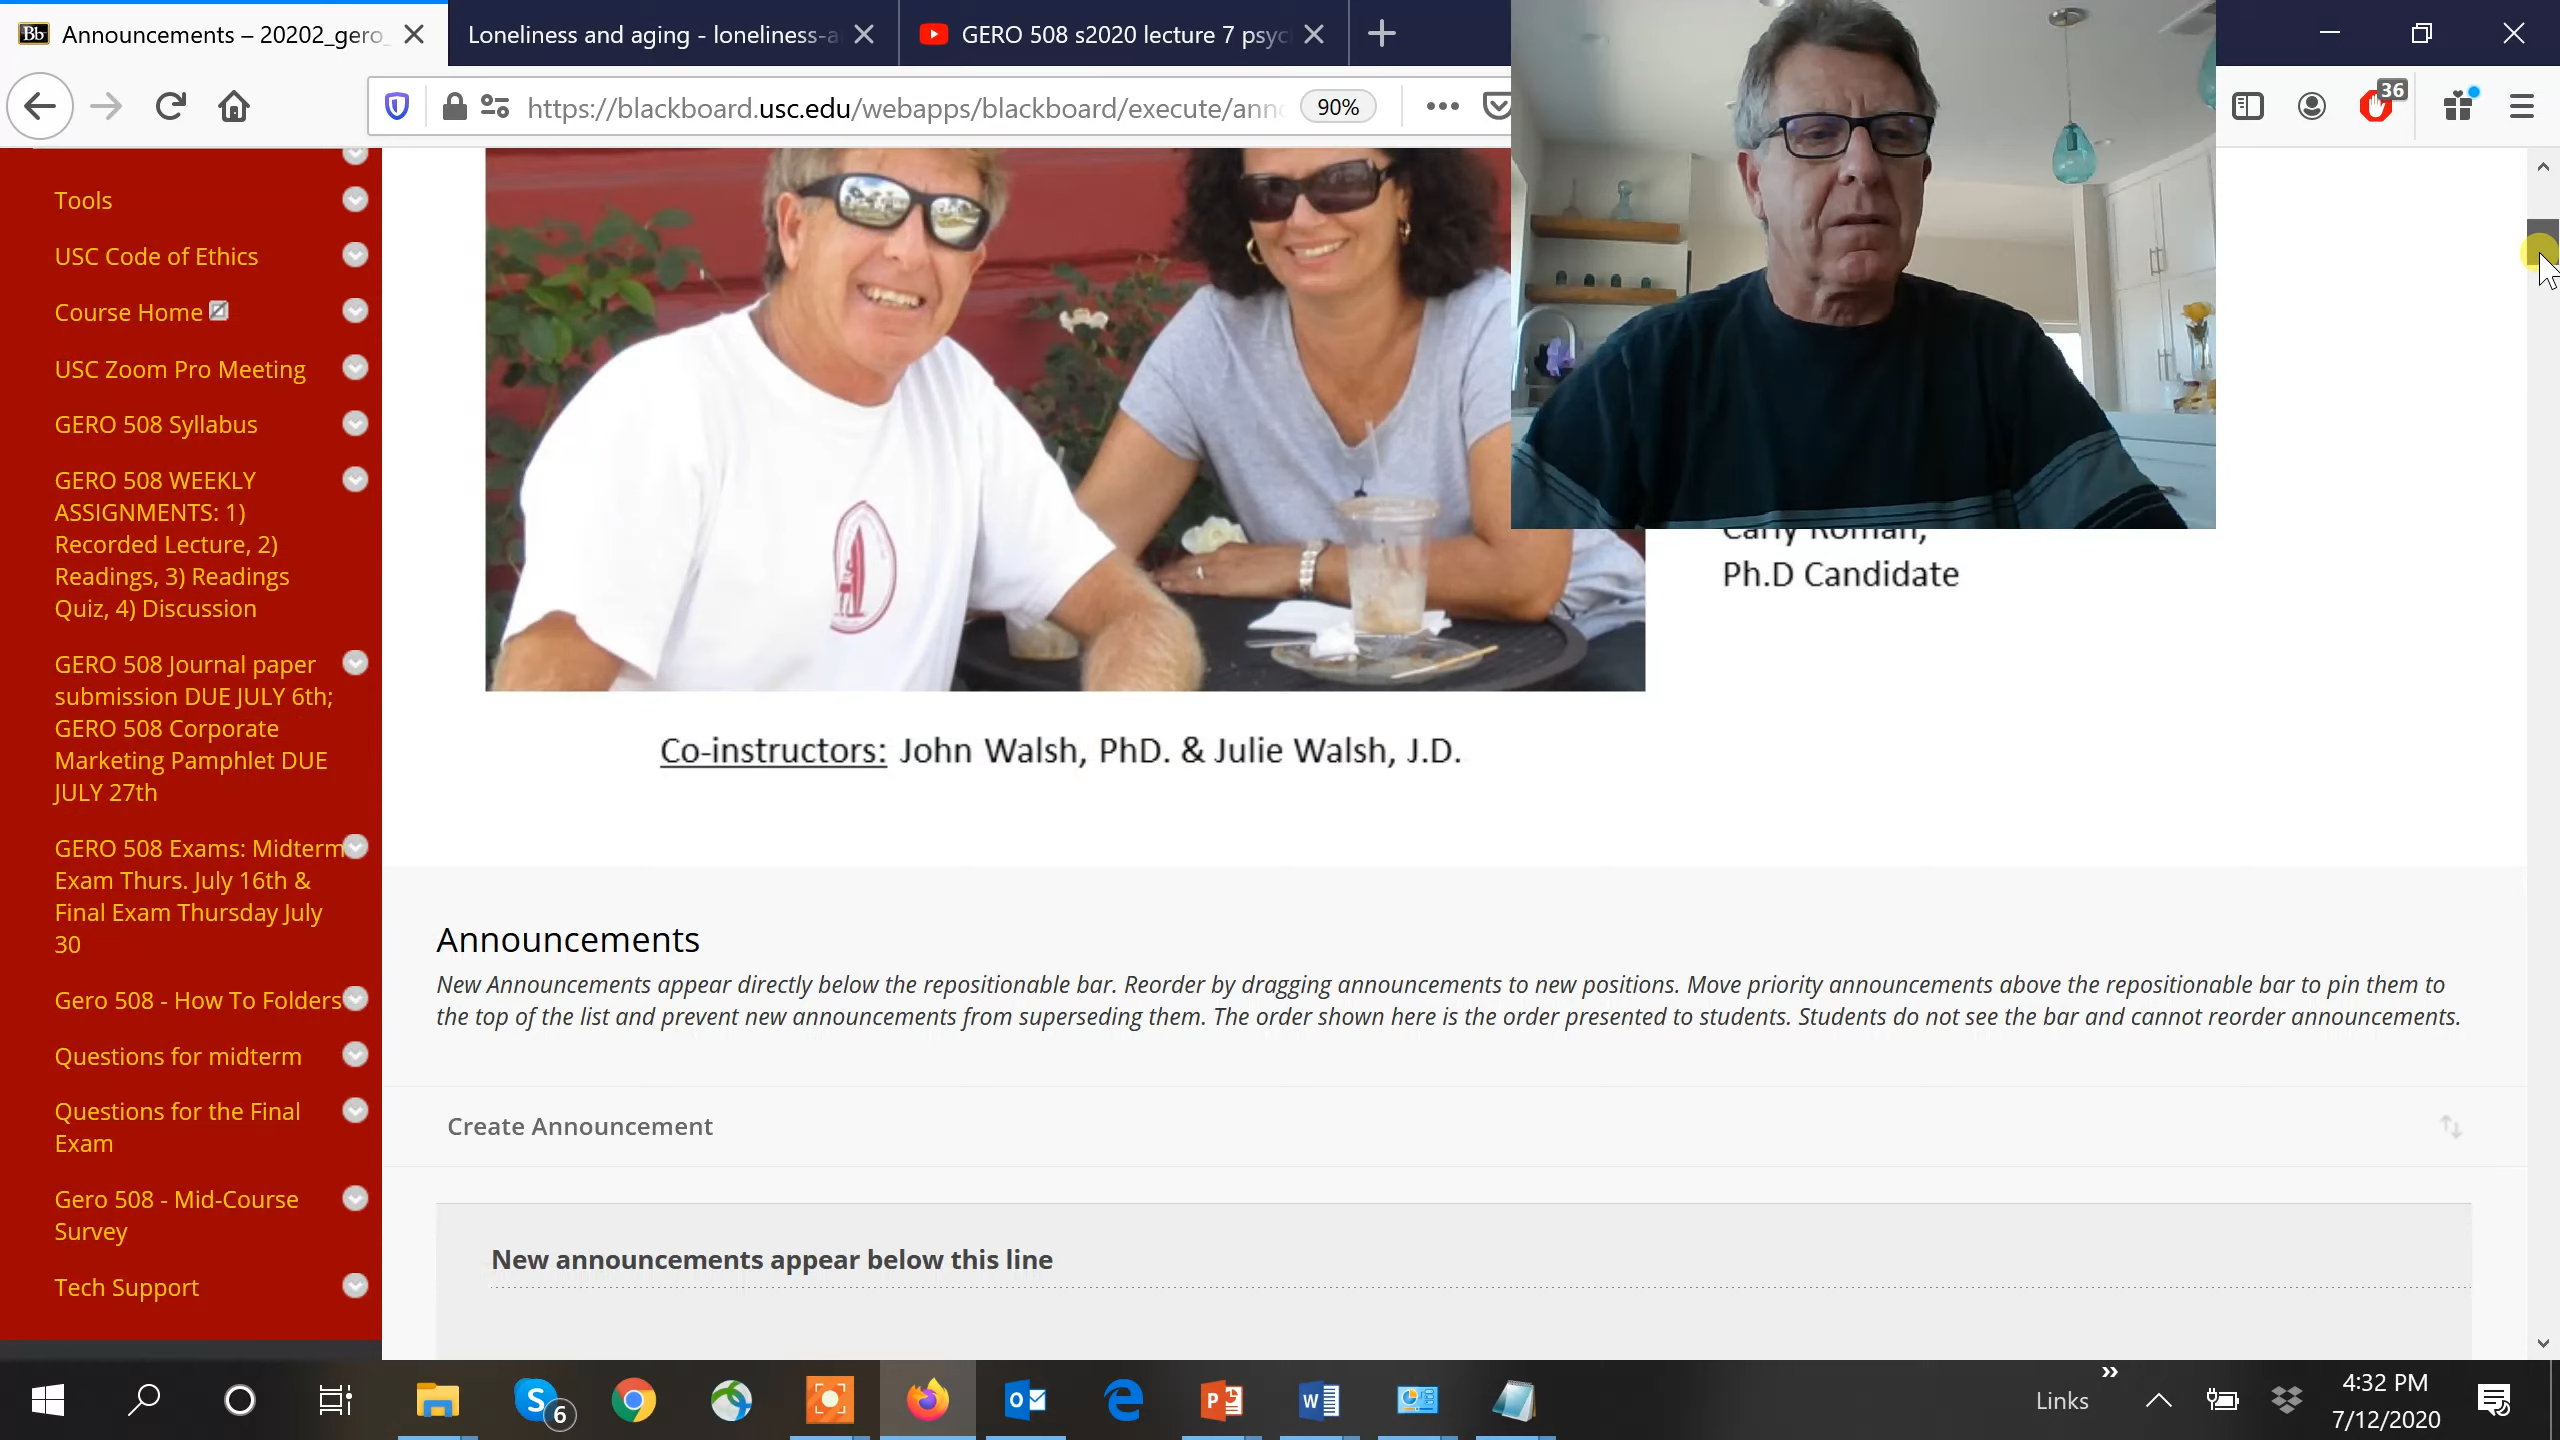 Bb Announcements – 20202_gero_
Loneliness and aging - loneliness-a
GERO 508 s2020 lecture 7 psyc
https://blackboard.usc.edu/webapps/blackboard/execute/ann
90%
36
Tools
USC Code of Ethics
Course Home
USC Zoom Pro Meeting
GERO 508 Syllabus
GERO 508 WEEKLY
ASSIGNMENTS: 1)
Recorded Lecture, 2)
Readings, 3) Readings
Quiz, 4) Discussion
GERO 508 Journal paper
submission DUE JULY 6th;
GERO 508 Corporate
Marketing Pamphlet DUE
JULY 27th
GERO 508 Exams: Midterm
Exam Thurs. July 16th &
Final Exam Thursday July
30
Gero 508 - How To Folders
Questions for midterm
Questions for the Final
Exam
Gero 508 - Mid-Course
Survey
Tech Support
Carly Roman,
Ph.D Candidate
Co-instructors: John Walsh, PhD. & Julie Walsh, J.D.
Announcements
New Announcements appear directly below the repositionable bar. Reorder by dragging announcements to new positions. Move priority announcements above the repositionable bar to pin them to
the top of the list and prevent new announcements from superseding them. The order shown here is the order presented to students. Students do not see the bar and cannot reorder announcements.
Create Announcement
New announcements appear below this line
6
Links
4:32 PM
7/12/2020